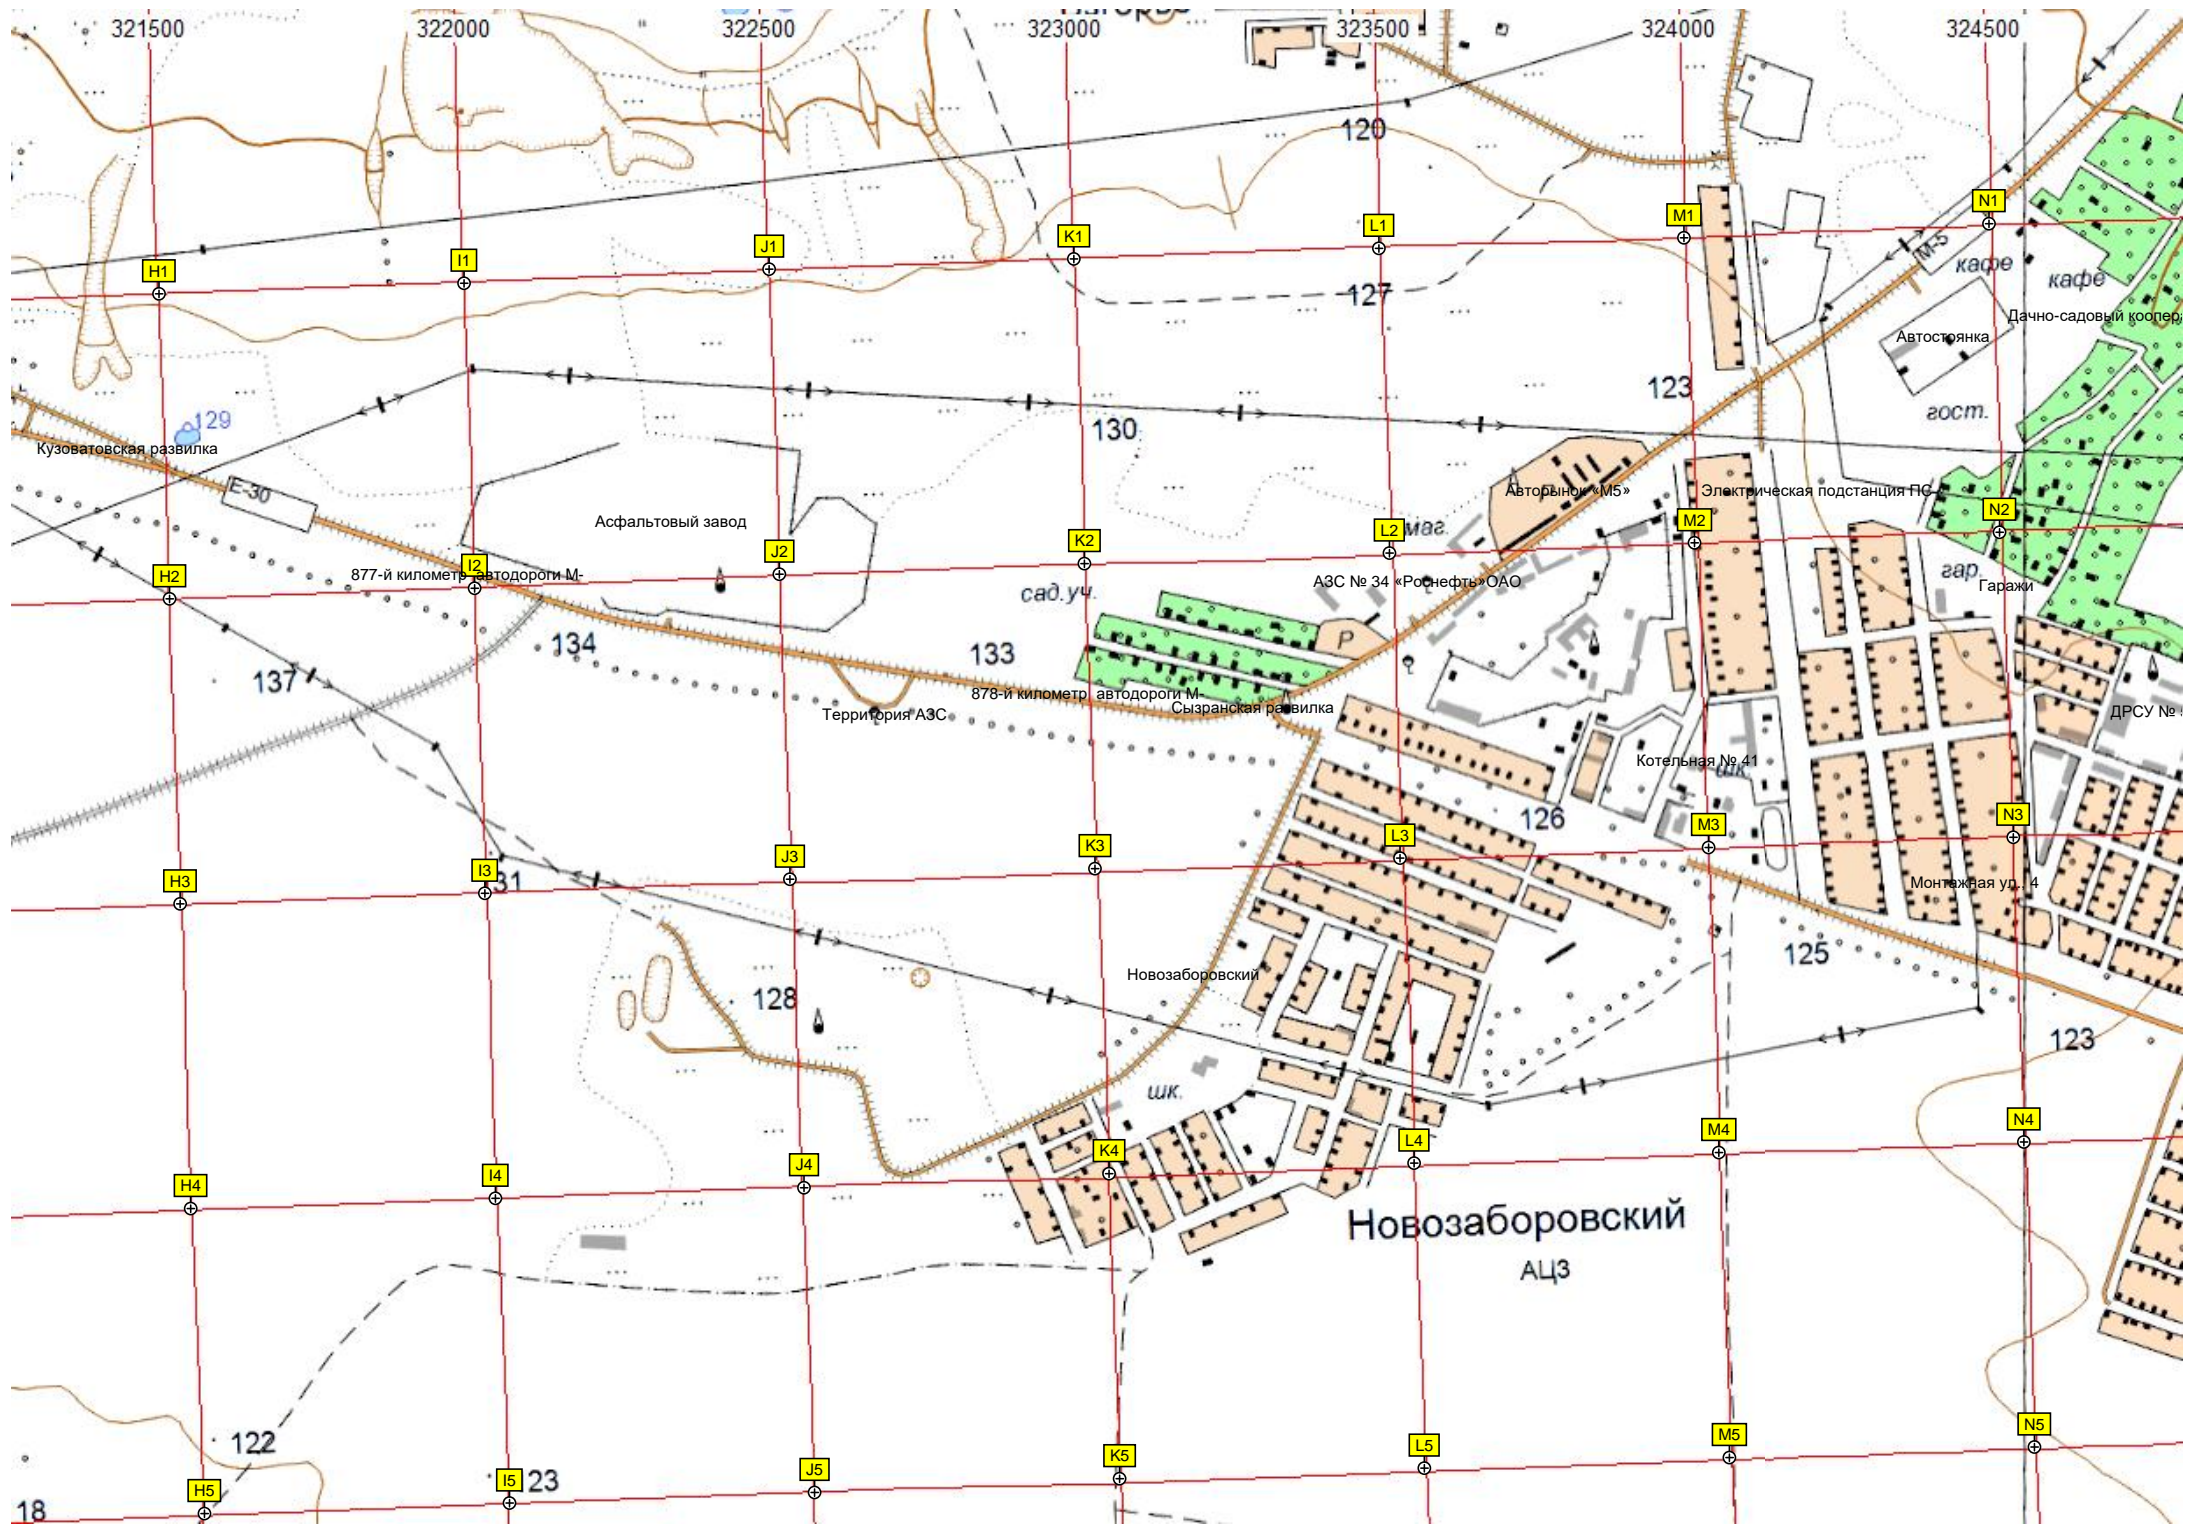 321500 322000 322500 323000 323500 324000 324500
120
N1
M1
L1
K1
J1
I1
H1
М-5
кафе
кафе
127
Дачно-садовый коопер
Автостоянка
123
гост.
129
130
Кузоватовская развилка
Е-30
Авторынок «М5»
Электрическая подстанция ПС
N2
Асфальтовый завод
M2
L2
маг.
K2
J2
I2
H2
877-й километр автодороги М-
АЗС № 34 «Роснефть»ОАО
гар.
Гаражи
сад.уч.
134
133
Р
137
878-й километр автодороги М-
Сызранская развилка
Территория АЗС
ДРСУ №
Котельная № 41
шк.
126
N3
M3
L3
K3
J3
I3
31
H3
Монтажная ул., 4
125
Новозаборовский
128
123
шк.
N4
M4
L4
K4
J4
I4
H4
Новозаборовский
АЦЗ
122
N5
M5
L5
K5
J5
I5
23
H5
18